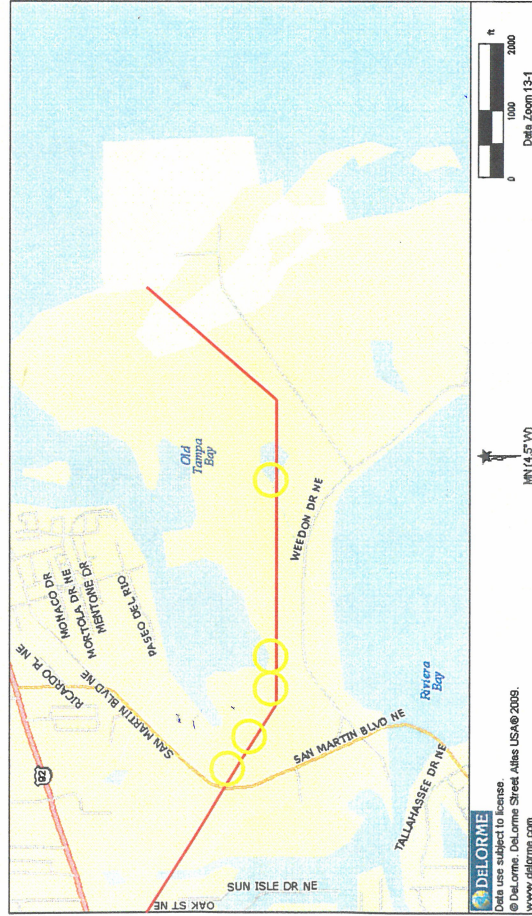 92
RICARDO PL NE
MONACO DR
MORTOLA DR NE
MENTONE DR
PASEO DEL RIO
SAN MARTIN BLVD NE
Old
Tampa
Bay
WEEDON DR NE
SAN MARTIN BLVD NE
OAK ST NE
SUN ISLE DR NE
Riviera
Bay
TALLAHASSEE DR NE
DELORME
Data use subject to license.
© DeLorme. DeLorme Street Atlas USA® 2009.
www.delorme.com
MN (4.5° W)
ft
0 1000 2000
Data Zoom 13-1